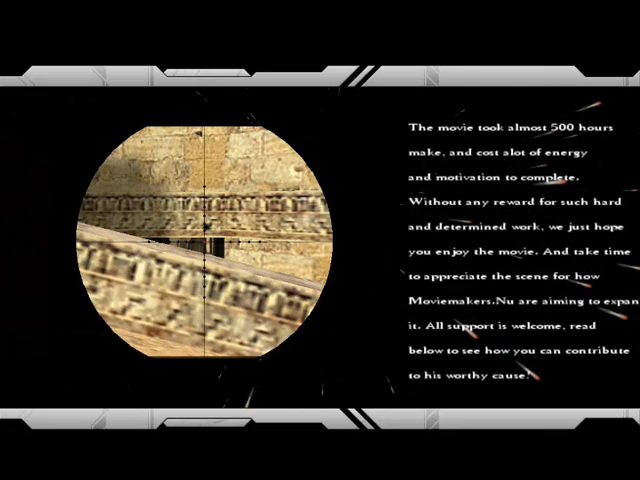 The movie took almost 500 hours
make, and cost alot of energy
and motivation to complete.
Without any reward for such hard
and determined work, we just hope
you enjoy the movie. And take time
to appreciate the scene for how
Moviemakers.Nu are aiming to expan
it. All support is welcome, read
below to see how you can contribute
to his worthy cause!